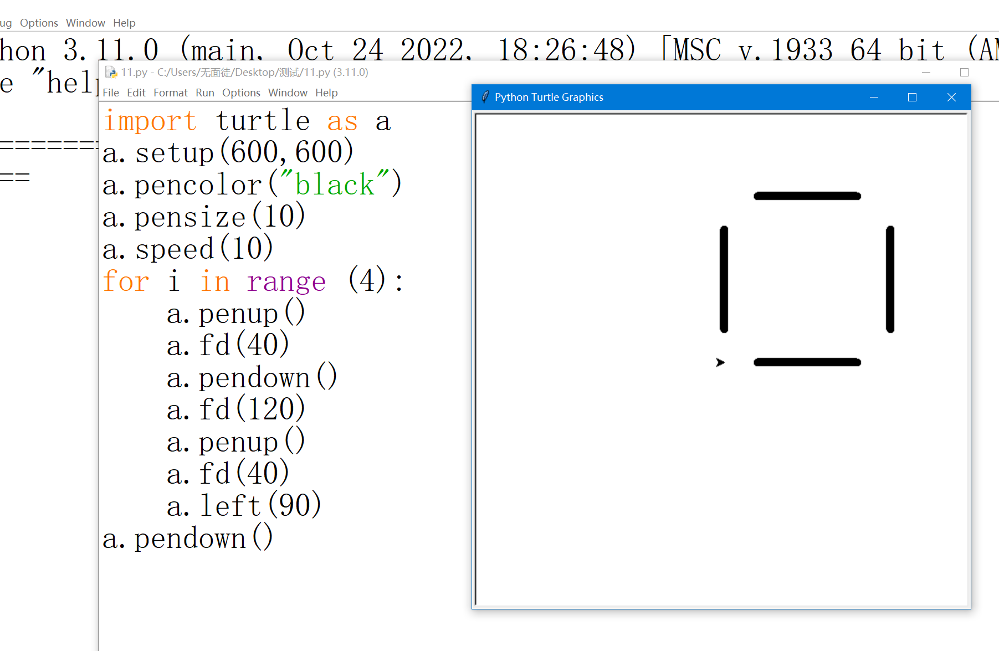 ug Options Window Help
hon 3.11.0 (main, Oct 24 2022, 18:26:48) [MSC v.1933 64 bit (AM
e "help
11.py - C:/Users/无面徒/Desktop/测试/11.py (3.11.0)
File Edit Format Run Options Window Help
========
==
import turtle as a
a.setup(600,600)
a.pencolor("black")
a.pensize(10)
a.speed(10)
for i in range (4):
    a.penup()
    a.fd(40)
    a.pendown()
    a.fd(120)
    a.penup()
    a.fd(40)
    a.left(90)
a.pendown()
Python Turtle Graphics